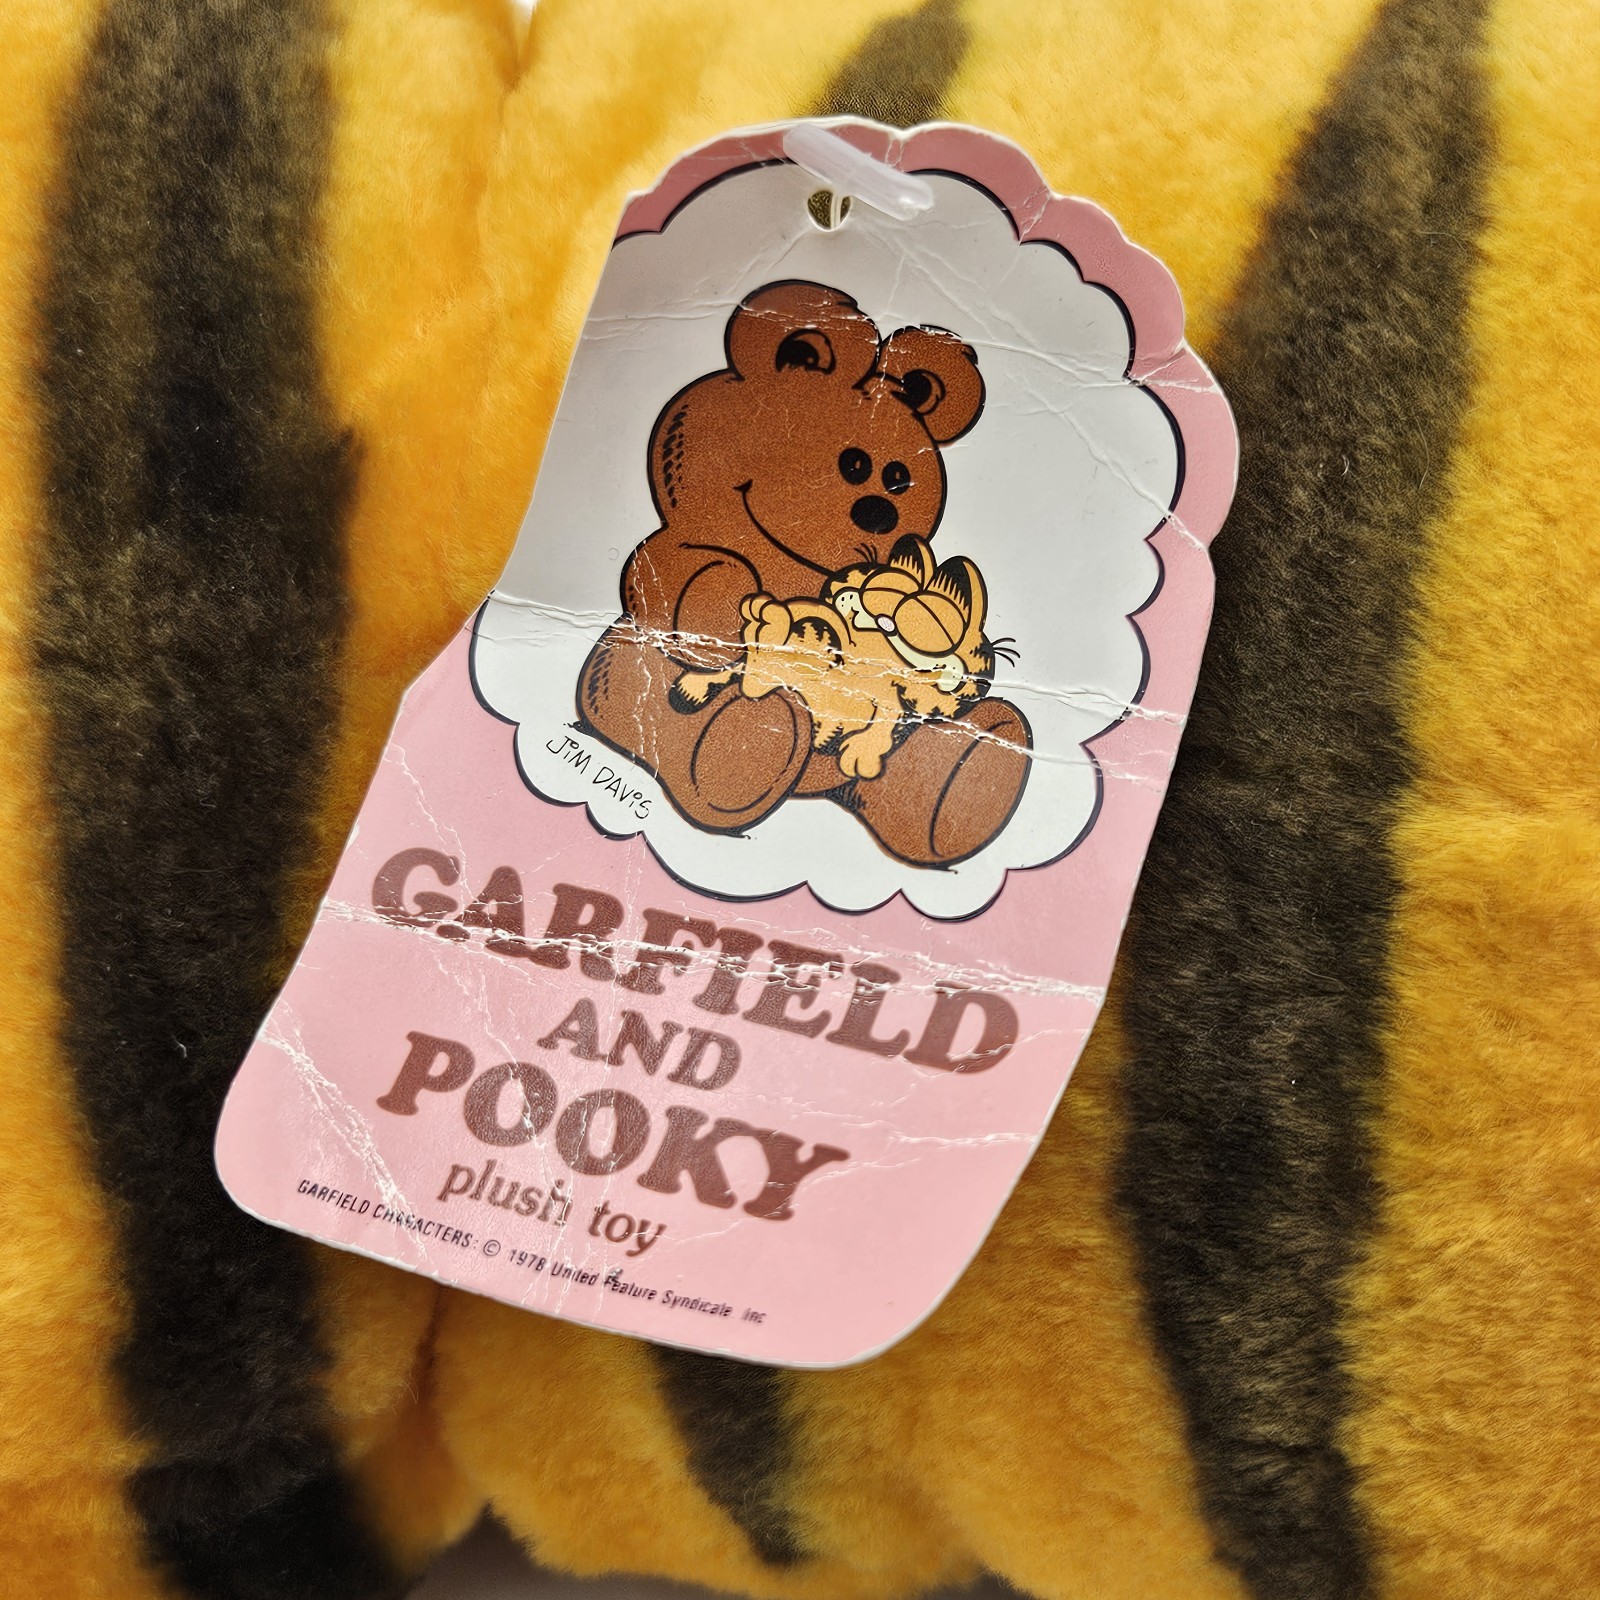 JIM DAVIS
GARFIELD
AND
POOKY
plush toy
GARFIELD CHARACTERS: © 1978 United Feature Syndicate Inc